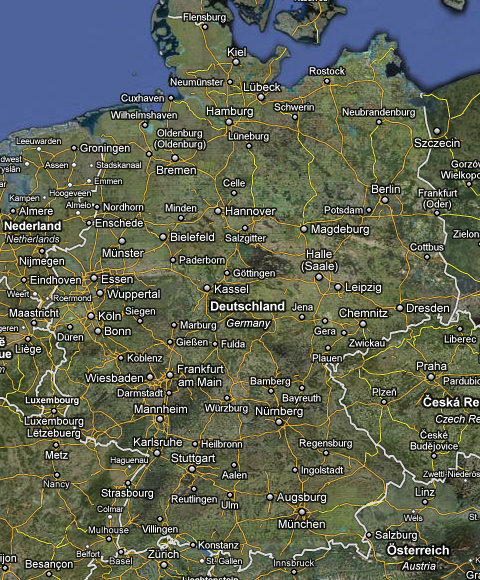 Flensburg
Kiel
Rostock
Neumünster
Lübeck
Cuxhaven
Wilhelmshaven
Hamburg
Schwerin
Neubrandenburg
Leeuwarden
Groningen
Oldenburg
(Oldenburg)
Lüneburg
Szczecin
Assen
Stadskanaal
Bremen
Emmen
Hoogeveen
Celle
Berlin
Kampen
Almelo
Nordhorn
Minden
Hannover
Potsdam
Frankfurt
(Oder)
Almere
Enschede
Nederland
Netherlands
Bielefeld
Salzgitter
Magdeburg
Zielon
Nijmegen
Münster
Paderborn
Halle
(Saale)
Cottbus
Eindhoven
Essen
Göttingen
Weert
Roermond
Wuppertal
Kassel
Leipzig
Maastricht
Köln
Siegen
Deutschland
Germany
Jena
Chemnitz
Dresden
Bonn
Marburg
Gera
Zwickau
Liberec
Liège
Düren
Gießen
Fulda
Plauen
Koblenz
Wiesbaden
Frankfurt
am Main
Bamberg
Praha
Pardubic
Darmstadt
Bayreuth
Plzeň
Luxembourg
Würzburg
Česká Re
Czech Re
Mannheim
Nürnberg
Luxembourg
Lëtzebuerg
České
Budějovice
Karlsruhe
Heilbronn
Regensburg
Metz
Haguenau
Stuttgart
Aalen
Ingolstadt
Zwettl-Niederös
Nancy
Strasbourg
Reutlingen
Ulm
Augsburg
Linz
Colmar
Villingen
München
Wels
St.
Mulhouse
Salzburg
Belfort
Basel
Konstanz
Österreich
Austria
Besançon
Zürich
St. Gallen
Innsbruck
Gra